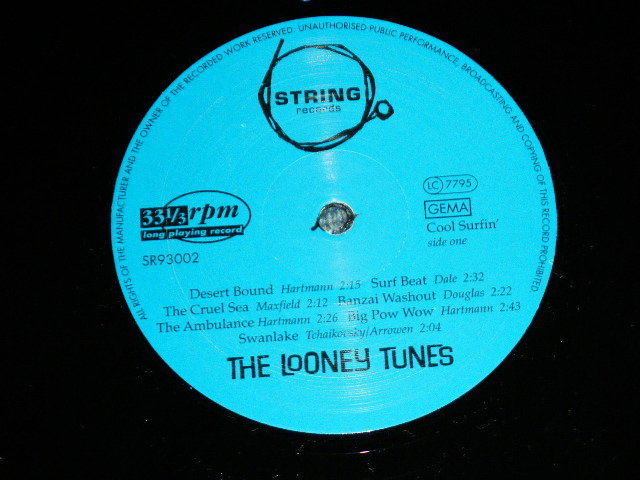 ALL RIGHTS OF THE MANUFACTURER AND THE OWNER OF THE RECORDED WORK RESERVED. UNAUTHORISED PUBLIC PERFORMANCE, BROADCASTING AND COPYING OF THIS RECORD PROHIBITED.
STRING
records
33 1/3 rpm
long playing record
SR93002
LC 7795
GEMA
Cool Surfin'
side one
Desert Bound Hartmann 2:15 Surf Beat Dale 2:32
The Cruel Sea Maxfield 2:12 Banzai Washout Douglas 2:22
The Ambulance Hartmann 2:26 Big Pow Wow Hartmann 2:43
Swanlake Tchaikovsky/Arrowen 2:04
THE LOONEY TUNES